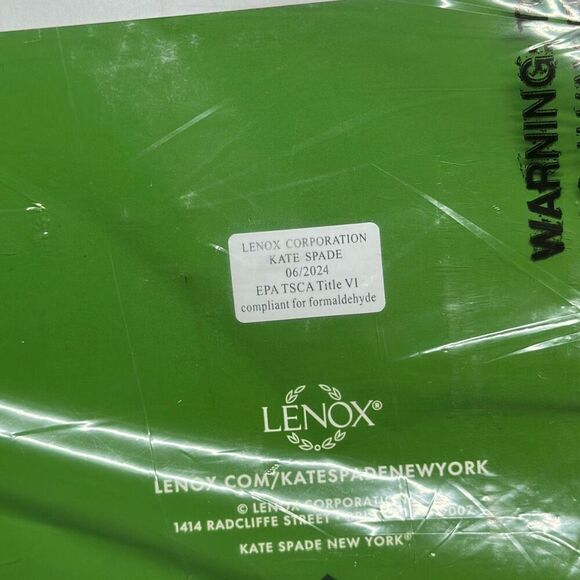 WARNING:
LENOX CORPORATION
KATE SPADE
06/2024
EPA TSCA Title VI
compliant for formaldehyde
LENOX®
LENOX.COM/KATESPADENEWYORK
© LENOX CORPORATION
1414 RADCLIFFE STREET
KATE SPADE NEW YORK®